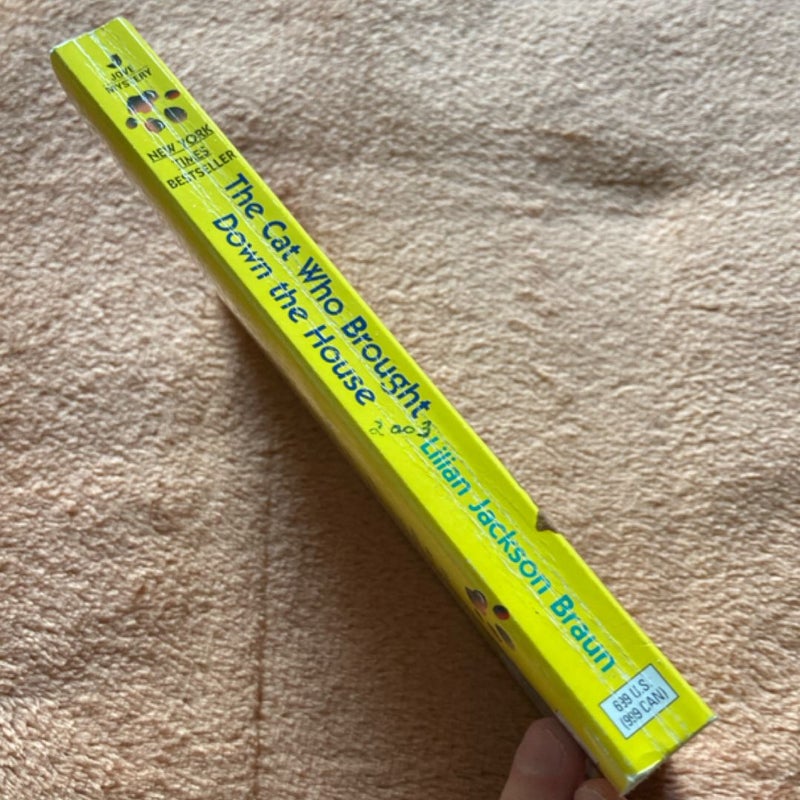 JOVE
MYSTERY
NEW YORK
TIMES
BESTSELLER
The Cat Who Brought
Down the House
2003
Lilian Jackson Braun
6.99 U.S.
(9.99 CAN)